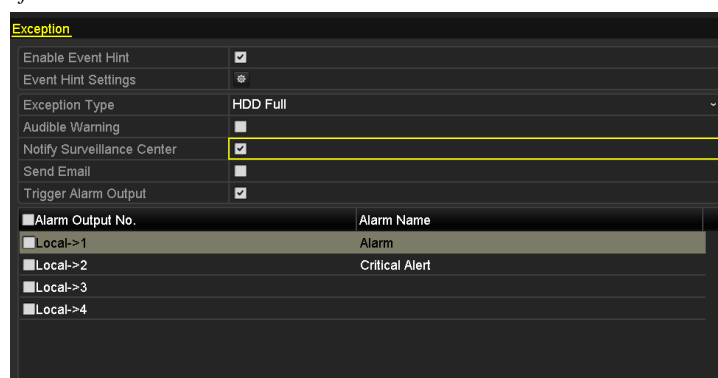 Exception
Enable Event Hint
Event Hint Settings
Exception Type HDD Full
Audible Warning
Notify Surveillance Center
Send Email
Trigger Alarm Output
Alarm Output No. Alarm Name
Local->1 Alarm
Local->2 Critical Alert
Local->3
Local->4